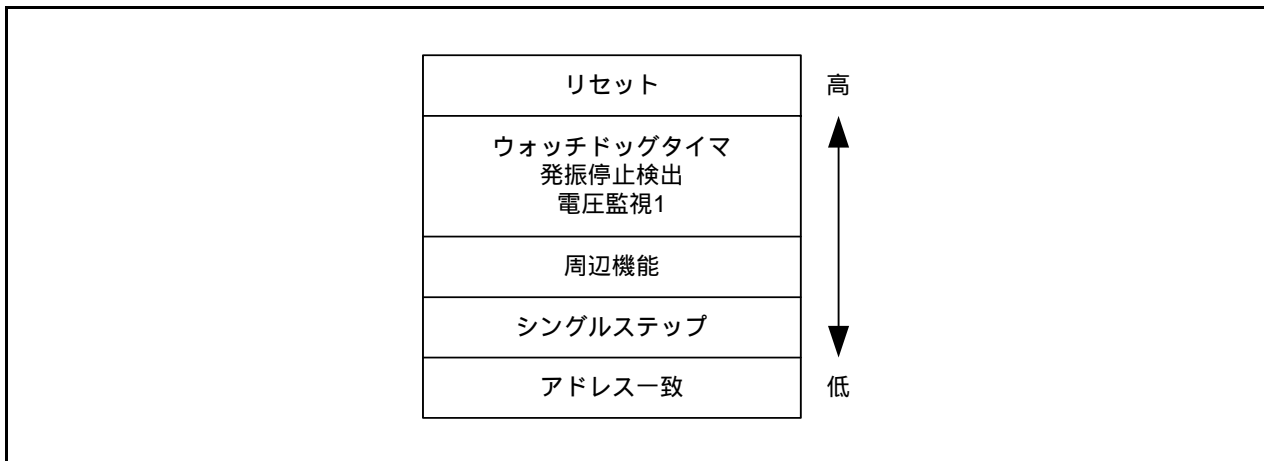 リセット
高
ウォッチドッグタイマ
発振停止検出
電圧監視1
周辺機能
シングルステップ
アドレス一致
低